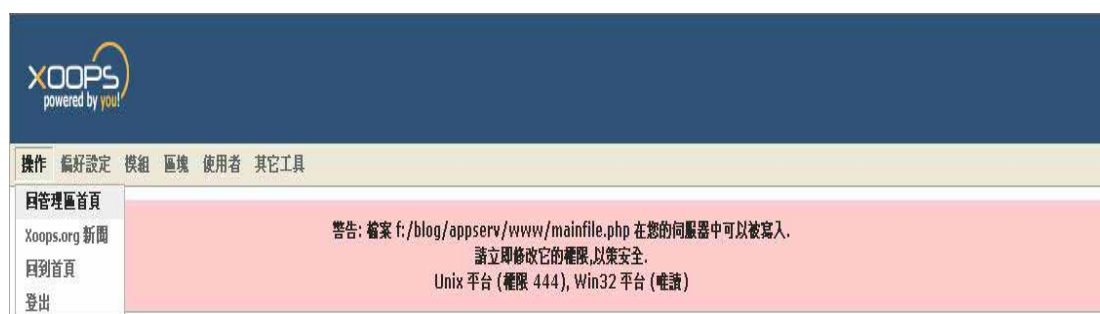 XOOPS
powered by you!
操作 偏好設定 模組 區塊 使用者 其它工具
回管理區首頁
Xoops.org 新聞
回到首頁
登出
警告: 檔案 f:/blog/appserv/www/mainfile.php 在您的伺服器中可以被寫入.
請立即修改它的權限,以策安全.
Unix 平台 (權限 444), Win32 平台 (唯讀)